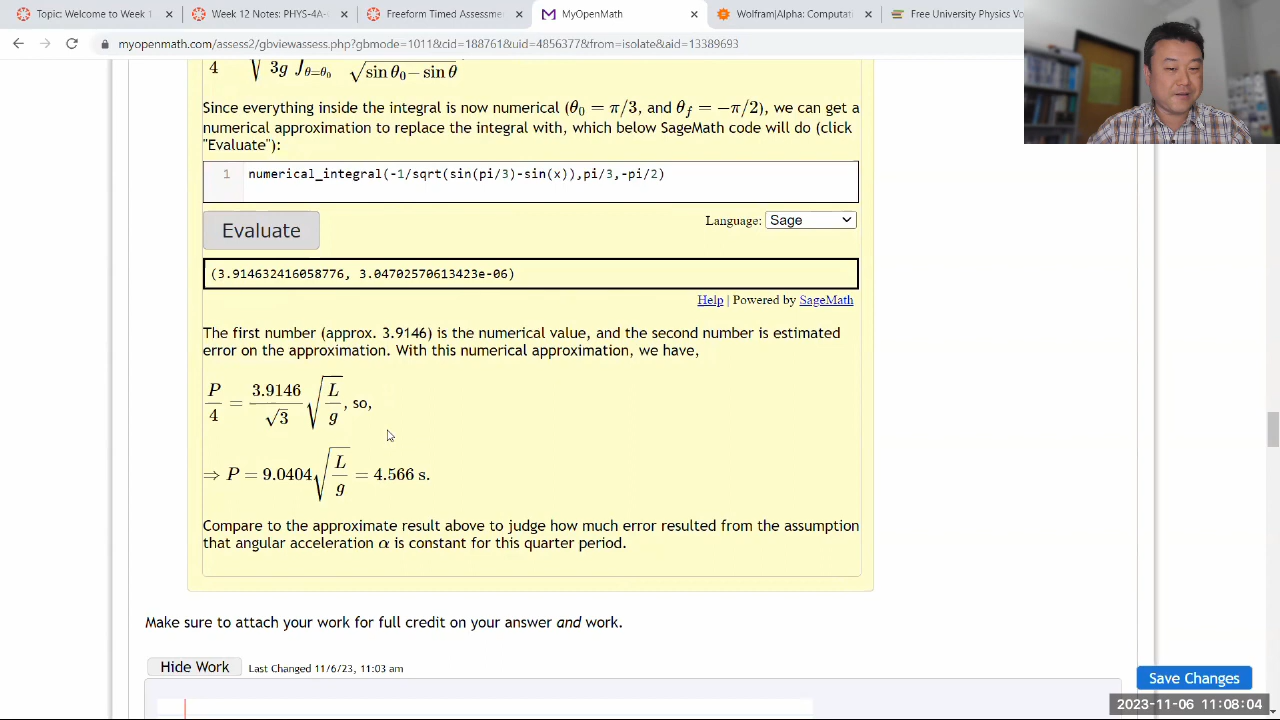 Topic: Welcome to Week 1
Week 12 Notes: PHYS-4A-
Freeform Timed Assessme
MyOpenMath
Wolfram|Alpha: Computati
Free University Physics Vo
myopenmath.com/assess2/gbviewassess.php?gbmode=1011&cid=188761&uid=4856377&from=isolate&aid=13389693
4 √ 3g ∫θ=θ₀ √sin θ₀ − sin θ
Since everything inside the integral is now numerical (θ₀ = π/3, and θf = −π/2), we can get a
numerical approximation to replace the integral with, which below SageMath code will do (click
"Evaluate"):
1 numerical_integral(-1/sqrt(sin(pi/3)-sin(x)),pi/3,-pi/2)
Evaluate
Language: Sage
(3.914632416058776, 3.04702570613423e-06)
Help | Powered by SageMath
The first number (approx. 3.9146) is the numerical value, and the second number is estimated
error on the approximation. With this numerical approximation, we have,
P/4 = 3.9146/√3 √(L/g), so,
⇒ P = 9.0404√(L/g) = 4.566 s.
Compare to the approximate result above to judge how much error resulted from the assumption
that angular acceleration α is constant for this quarter period.
Make sure to attach your work for full credit on your answer and work.
Hide Work Last Changed 11/6/23, 11:03 am
Save Changes
2023-11-06 11:08:04